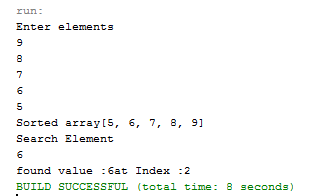 run:
Enter elements
9
8
7
6
5
Sorted array[5, 6, 7, 8, 9]
Search Element
6
found value :6at Index :2
BUILD SUCCESSFUL (total time: 8 seconds)